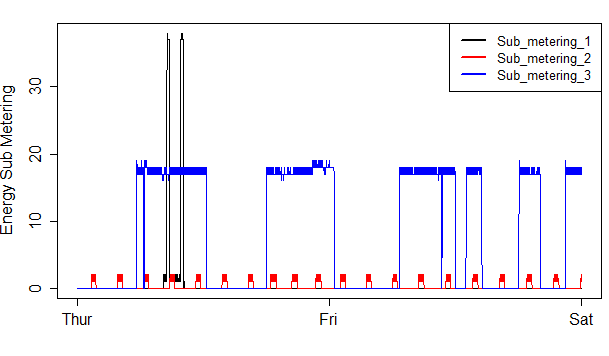 Sub_metering_1
Sub_metering_2
Sub_metering_3
Energy Sub Metering
30
20
10
0
Thur Fri Sat